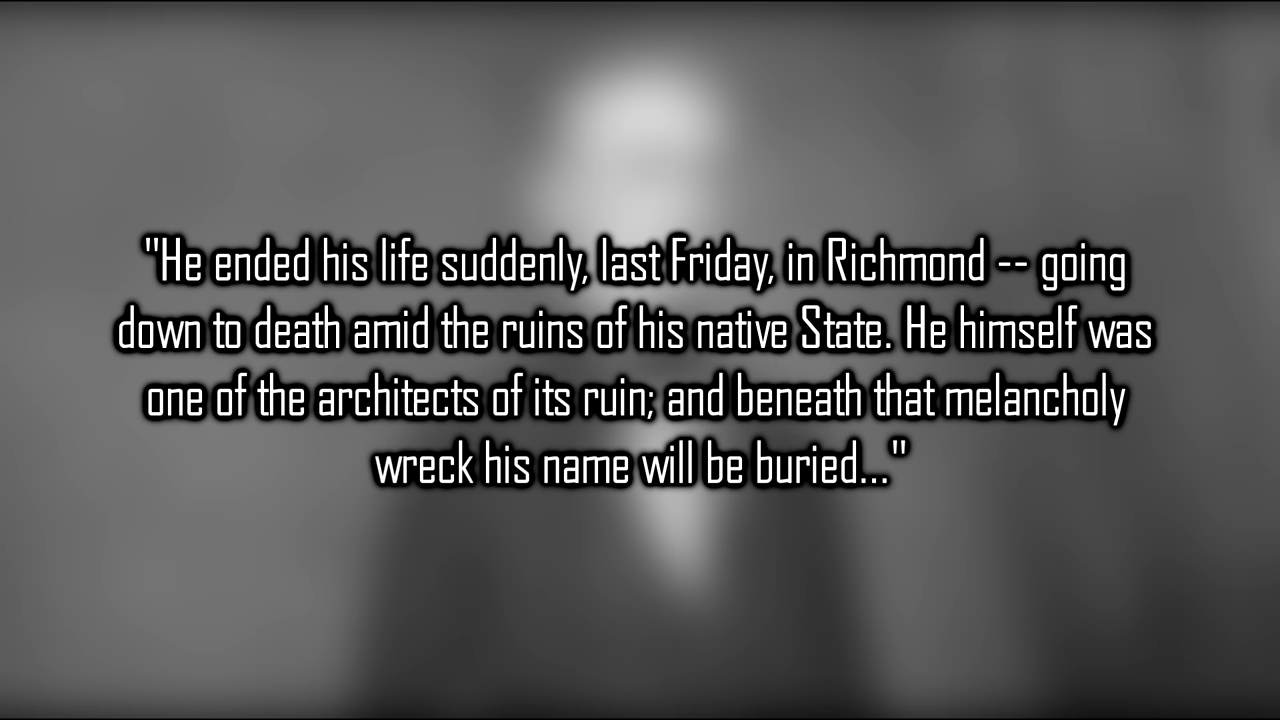 "He ended his life suddenly, last Friday, in Richmond -- going
down to death amid the ruins of his native State. He himself was
one of the architects of its ruin; and beneath that melancholy
wreck his name will be buried..."